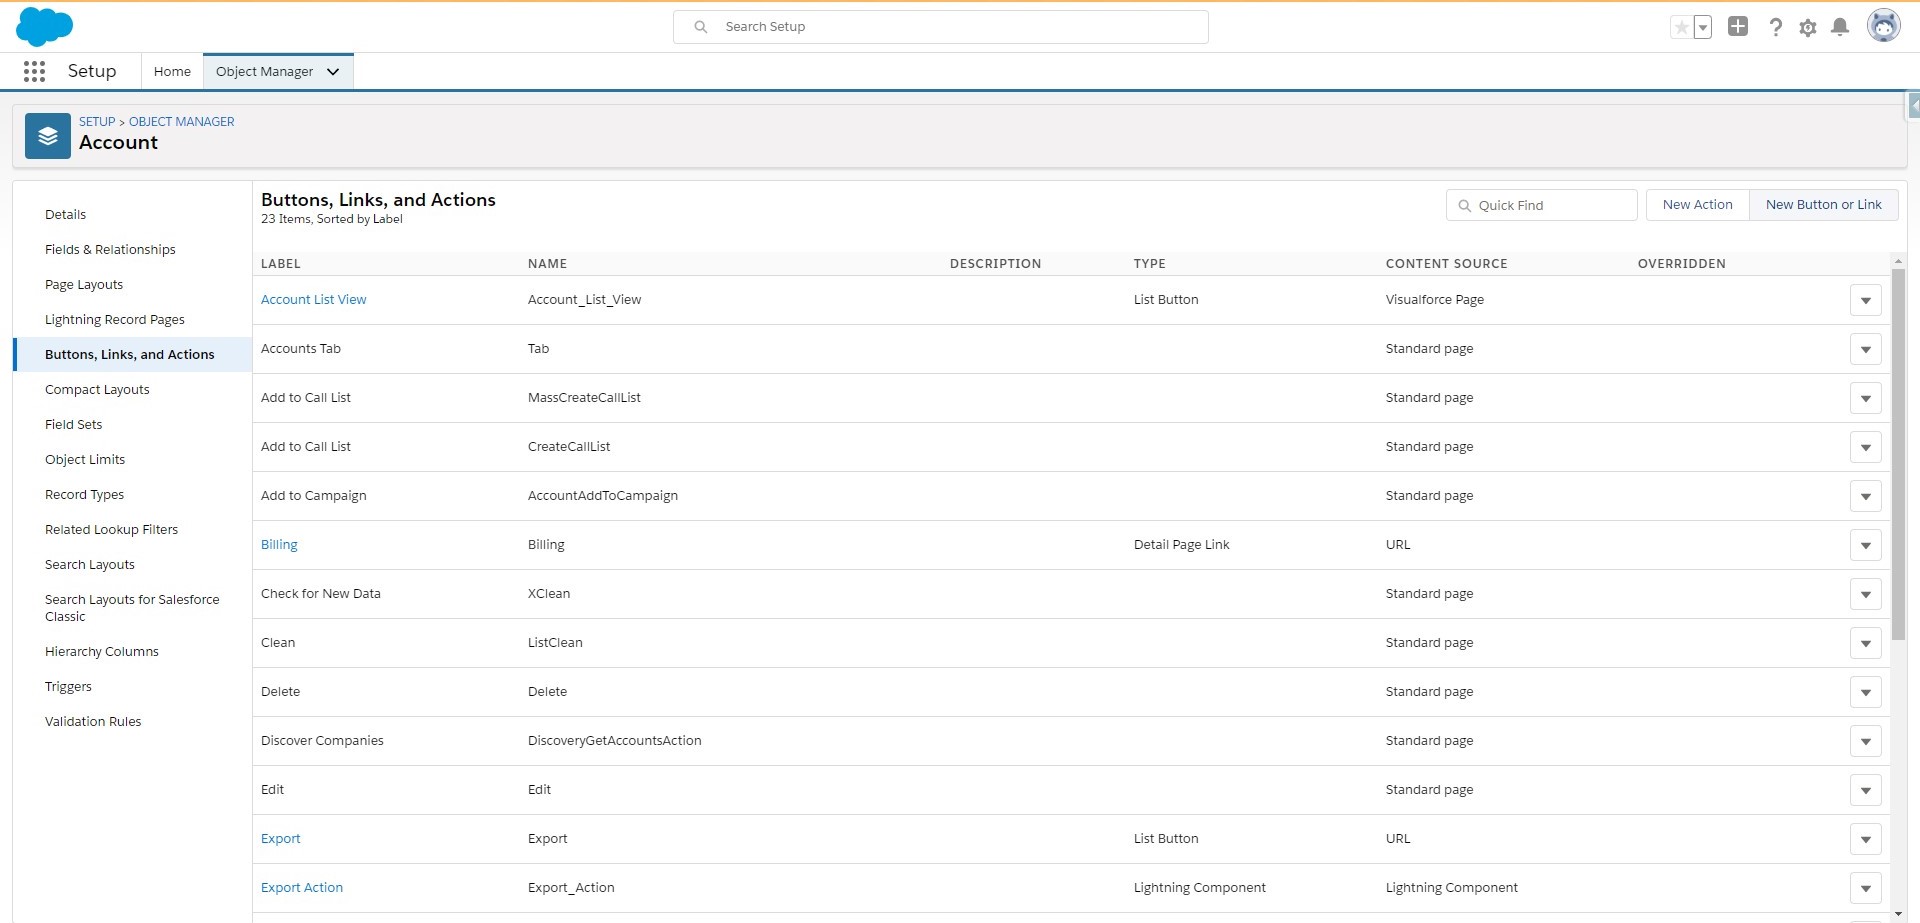 Search Setup
Setup
Home
Object Manager
SETUP > OBJECT MANAGER
Account
Details
Fields & Relationships
Page Layouts
Lightning Record Pages
Buttons, Links, and Actions
Compact Layouts
Field Sets
Object Limits
Record Types
Related Lookup Filters
Search Layouts
Search Layouts for Salesforce
Classic
Hierarchy Columns
Triggers
Validation Rules
Buttons, Links, and Actions
23 Items, Sorted by Label
Quick Find
New Action
New Button or Link
LABEL NAME DESCRIPTION TYPE CONTENT SOURCE OVERRIDDEN
Account List View Account_List_View List Button Visualforce Page
Accounts Tab Tab Standard page
Add to Call List MassCreateCallList Standard page
Add to Call List CreateCallList Standard page
Add to Campaign AccountAddToCampaign Standard page
Billing Billing Detail Page Link URL
Check for New Data XClean Standard page
Clean ListClean Standard page
Delete Delete Standard page
Discover Companies DiscoveryGetAccountsAction Standard page
Edit Edit Standard page
Export Export List Button URL
Export Action Export_Action Lightning Component Lightning Component